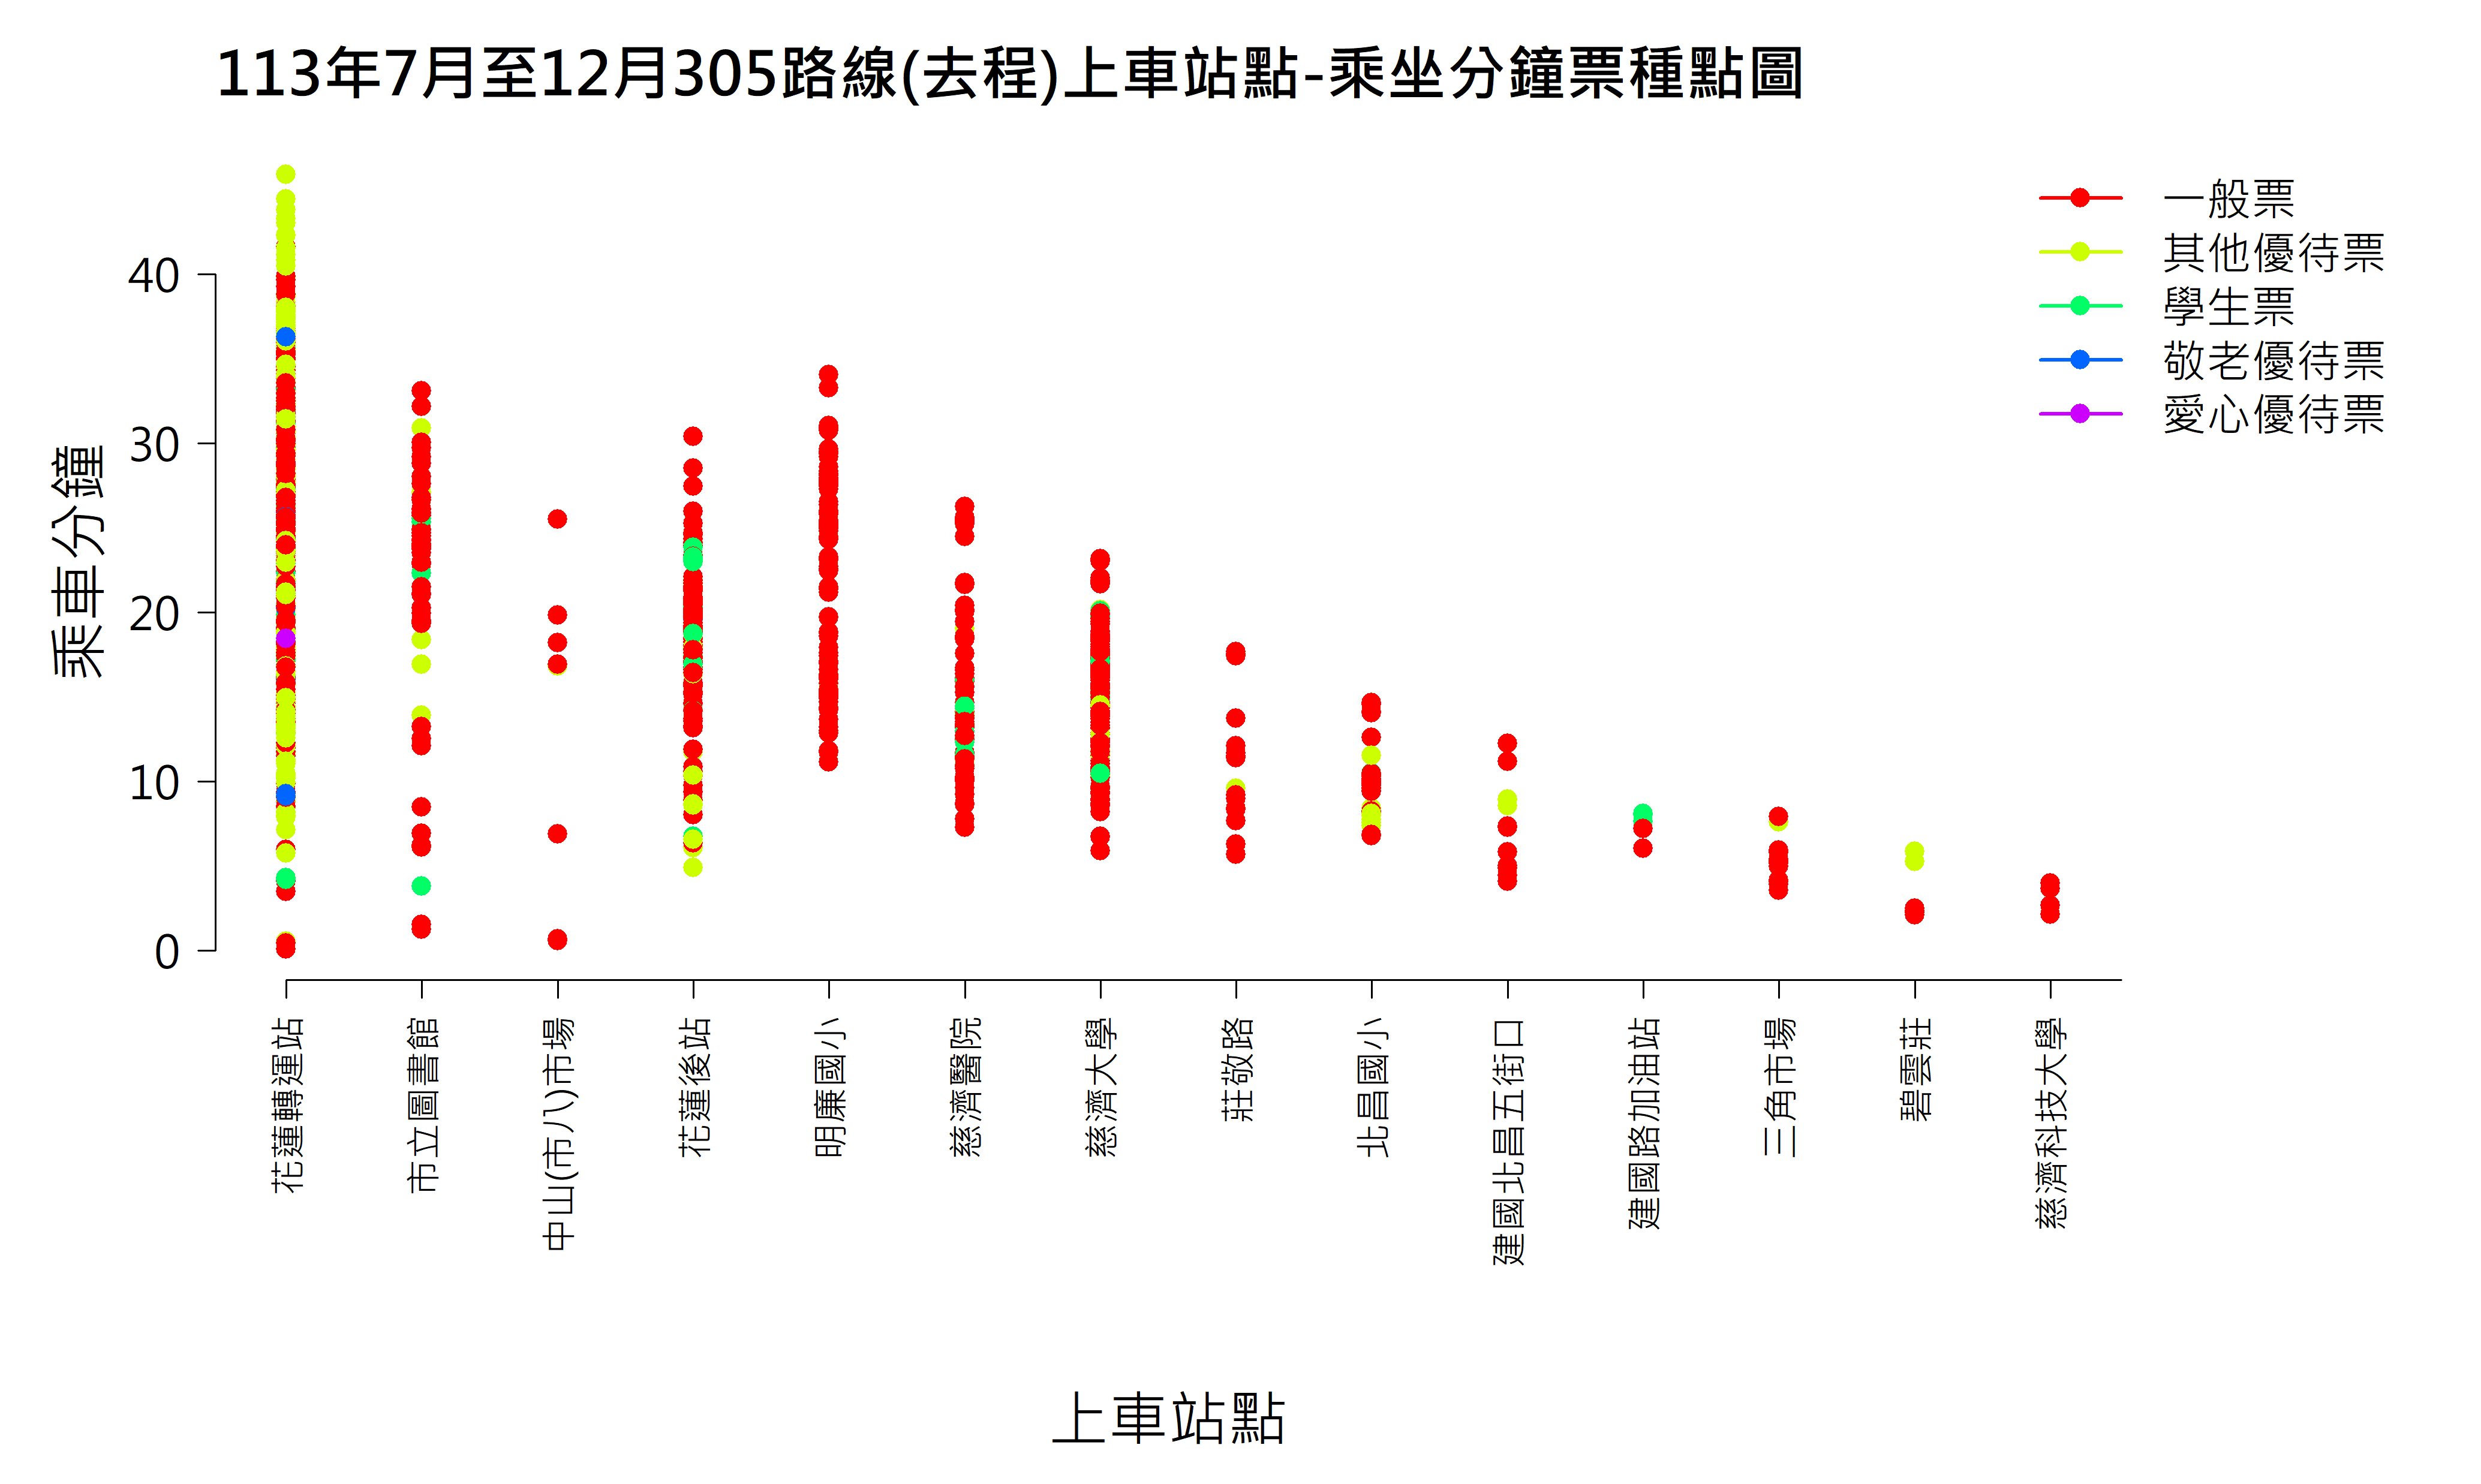 113年7月至12月305路線(去程)上車站點-乘坐分鐘票種點圖
一般票
其他優待票
學生票
敬老優待票
愛心優待票
乘車分鐘
40
30
20
10
0
花蓮轉運站
市立圖書館
中山(市八)市場
花蓮後站
明廉國小
慈濟醫院
慈濟大學
莊敬路
北昌國小
建國北昌五街口
建國路加油站
三角市場
碧雲莊
慈濟科技大學
上車站點